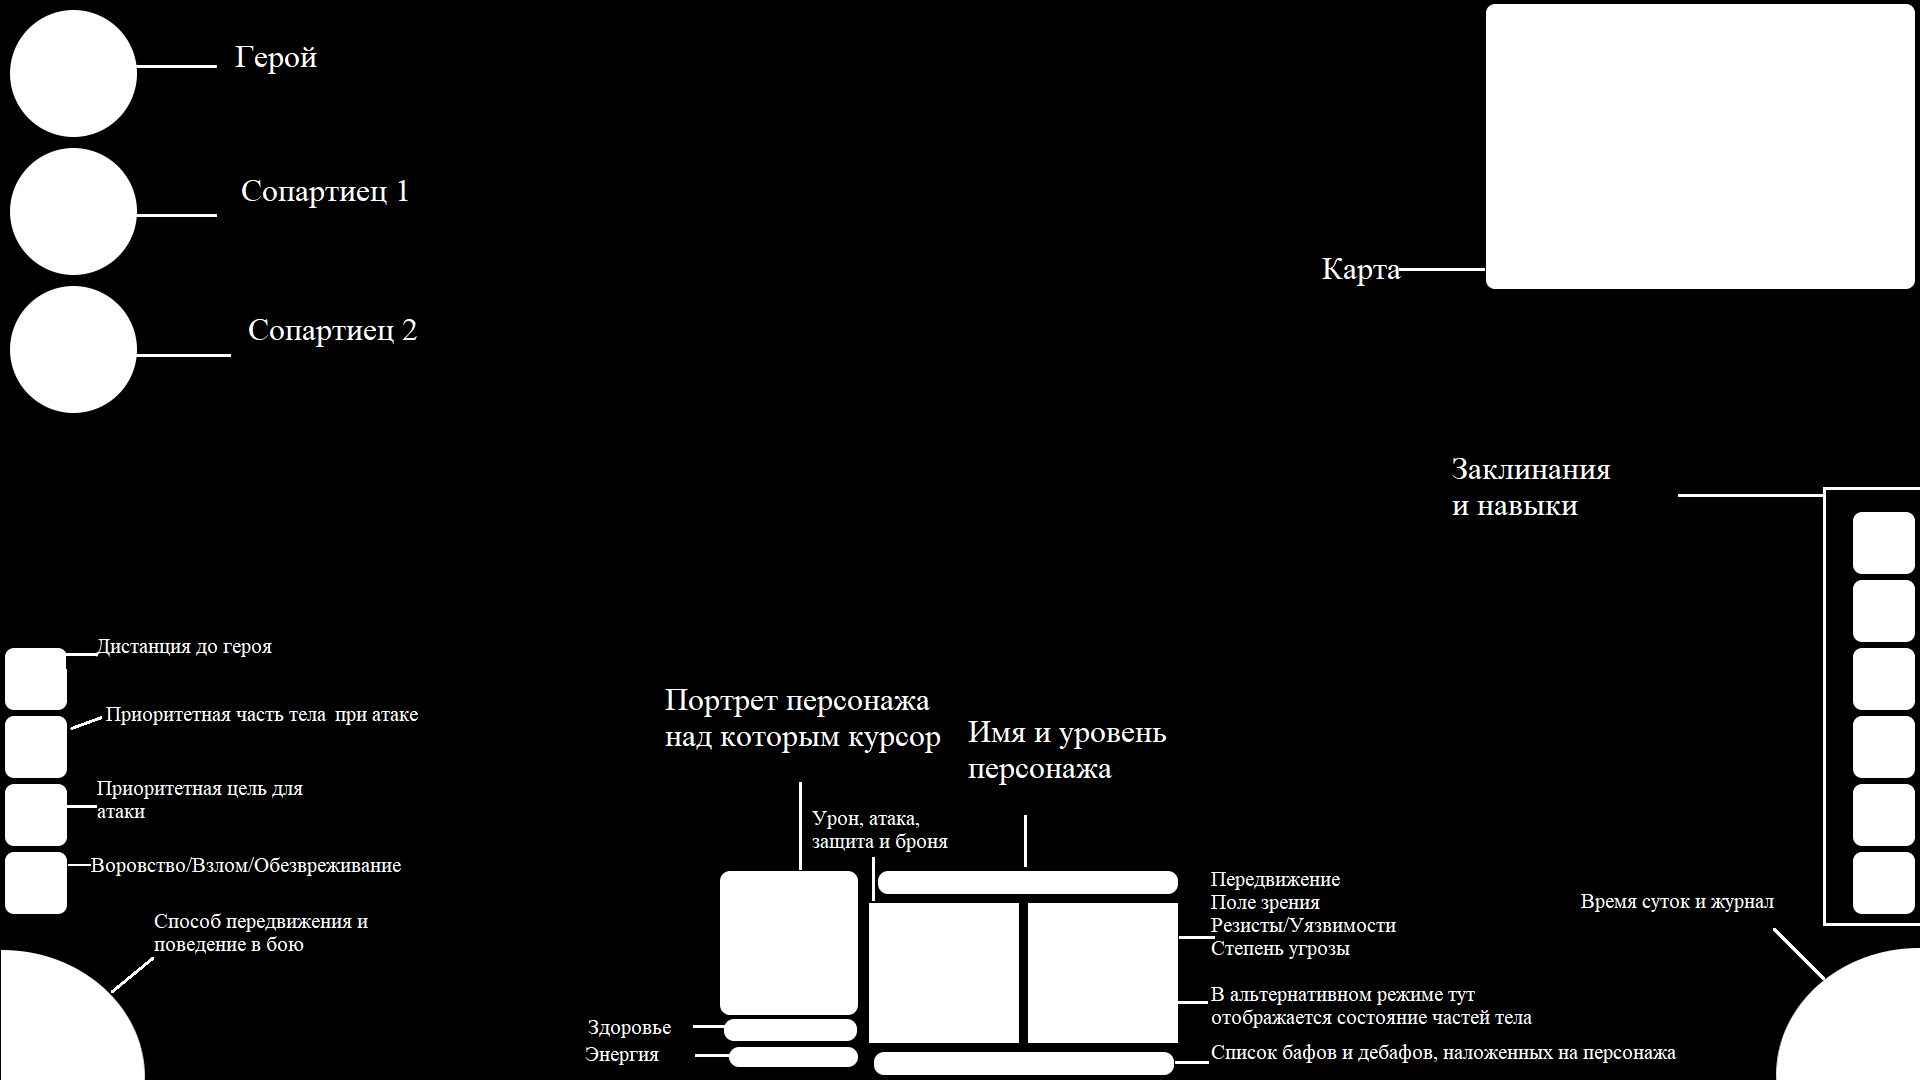 Герой
Сопартиец 1
Карта
Сопартиец 2
Заклинания
и навыки
Дистанция до героя
Приоритетная часть тела при атаке
Приоритетная цель для
атаки
Воровство/Взлом/Обезвреживание
Способ передвижения и
поведение в бою
Портрет персонажа
над которым курсор
Имя и уровень
персонажа
Урон, атака,
защита и броня
Передвижение
Поле зрения
Резисты/Уязвимости
Степень угрозы
Время суток и журнал
В альтернативном режиме тут
отображается состояние частей тела
Здоровье
Энергия
Список бафов и дебафов, наложенных на персонажа